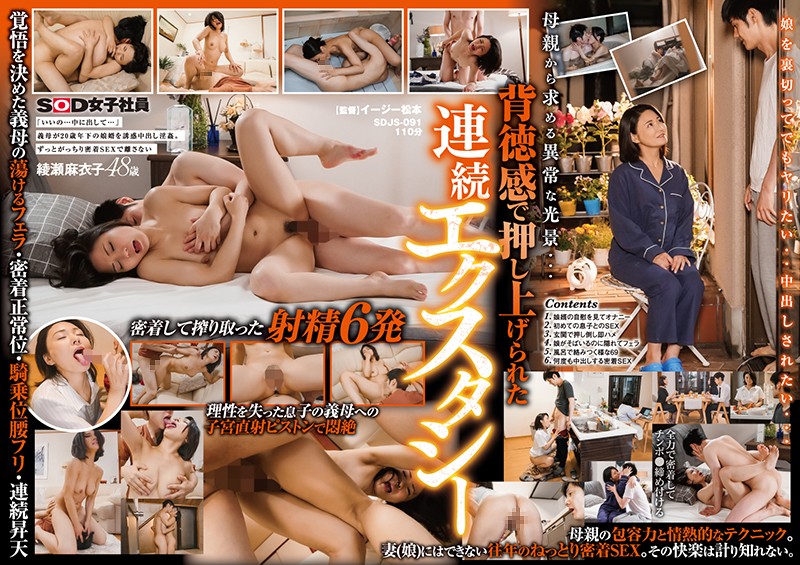 娘を裏切ってでもヤリたい…中出しされたい…
母親から求める異常な光景…
背徳感で押し上げられた
連続エクスタシー
[監督]イージー松本
SDJS-091
110分
SOD女子社員
「いいの…中に出して…」
義母が20歳年下の娘婿を誘惑中出し淫姦。
ずっとがっちり密着SEXで離さない
綾瀬麻衣子 48歳
覚悟を決めた義母の蕩けるフェラ・密着正常位・騎乗位腰フリ・連続昇天
密着して搾り取った射精6発
理性を失った息子の義母への
子宮直射ピストンで悶絶
Contents
1. 娘婿の自慰を見てオナニー
2. 初めての息子とのSEX
3. 玄関で押し倒し即ハメ
4. 娘がそばいるのに隠れてフェラ
5. 風呂で絡みつく様な69
6. 何度も中出しする密着SEX
全力で密着して
チンポ●締め付ける
母親の包容力と情熱的なテクニック。
妻(娘)にはできない往年のねっとり密着SEX。その快楽は計り知れない。